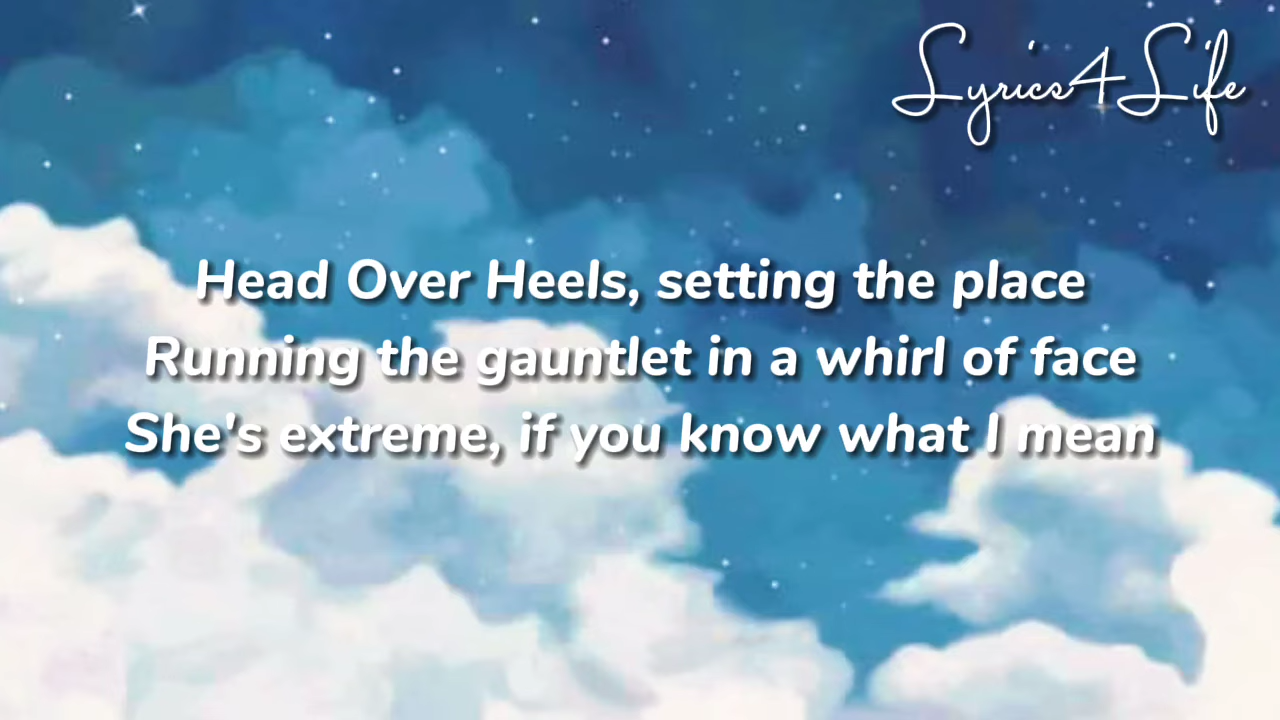 Lyrics4Life
Head Over Heels, setting the place
Running the gauntlet in a whirl of face
She's extreme, if you know what I mean